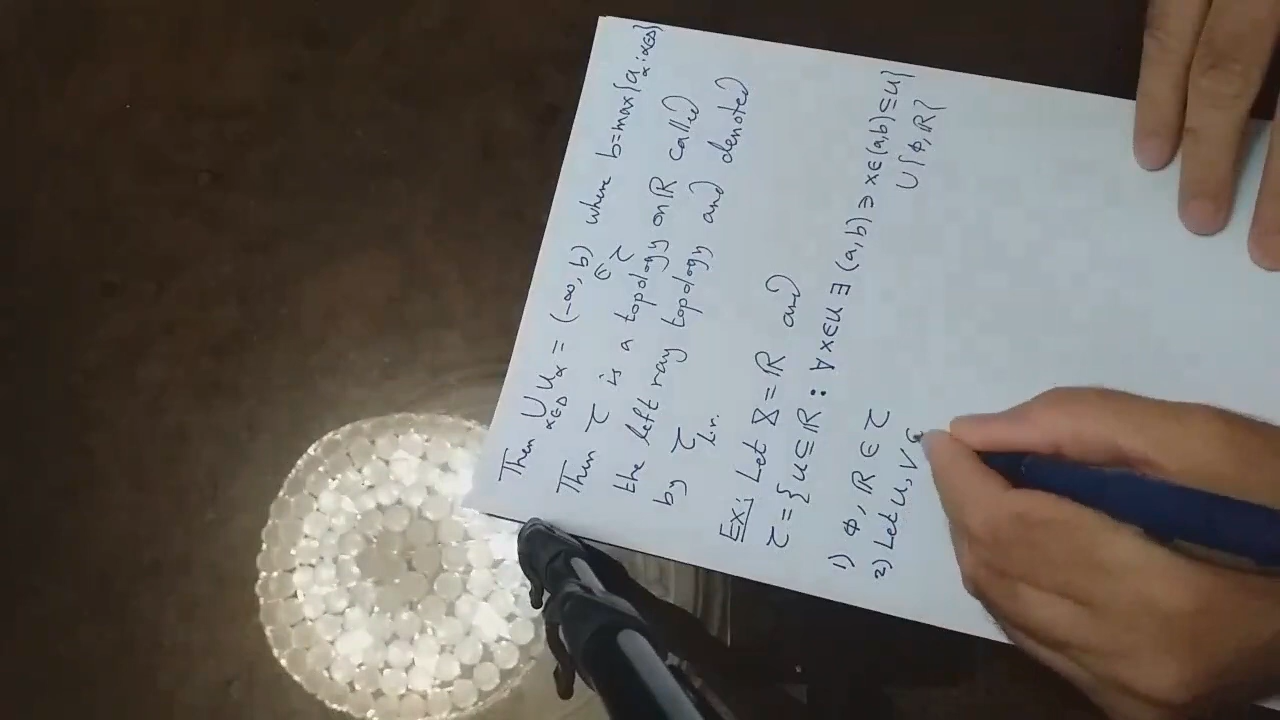 Then ⋃_{α∈Δ} U_α = (-∞, b) where b = max{a_α : α∈Δ}
∈ τ
Then τ is a topology on ℝ called
the left ray topology and denoted
by τ_{l.r.}
Ex: Let X = ℝ and
τ = {U ⊆ ℝ : ∀ x∈U ∃ (a,b) ∋ x∈(a,b) ⊆ U}
∪ {φ, ℝ}
1) φ, ℝ ∈ τ
2) Let U, V ∈